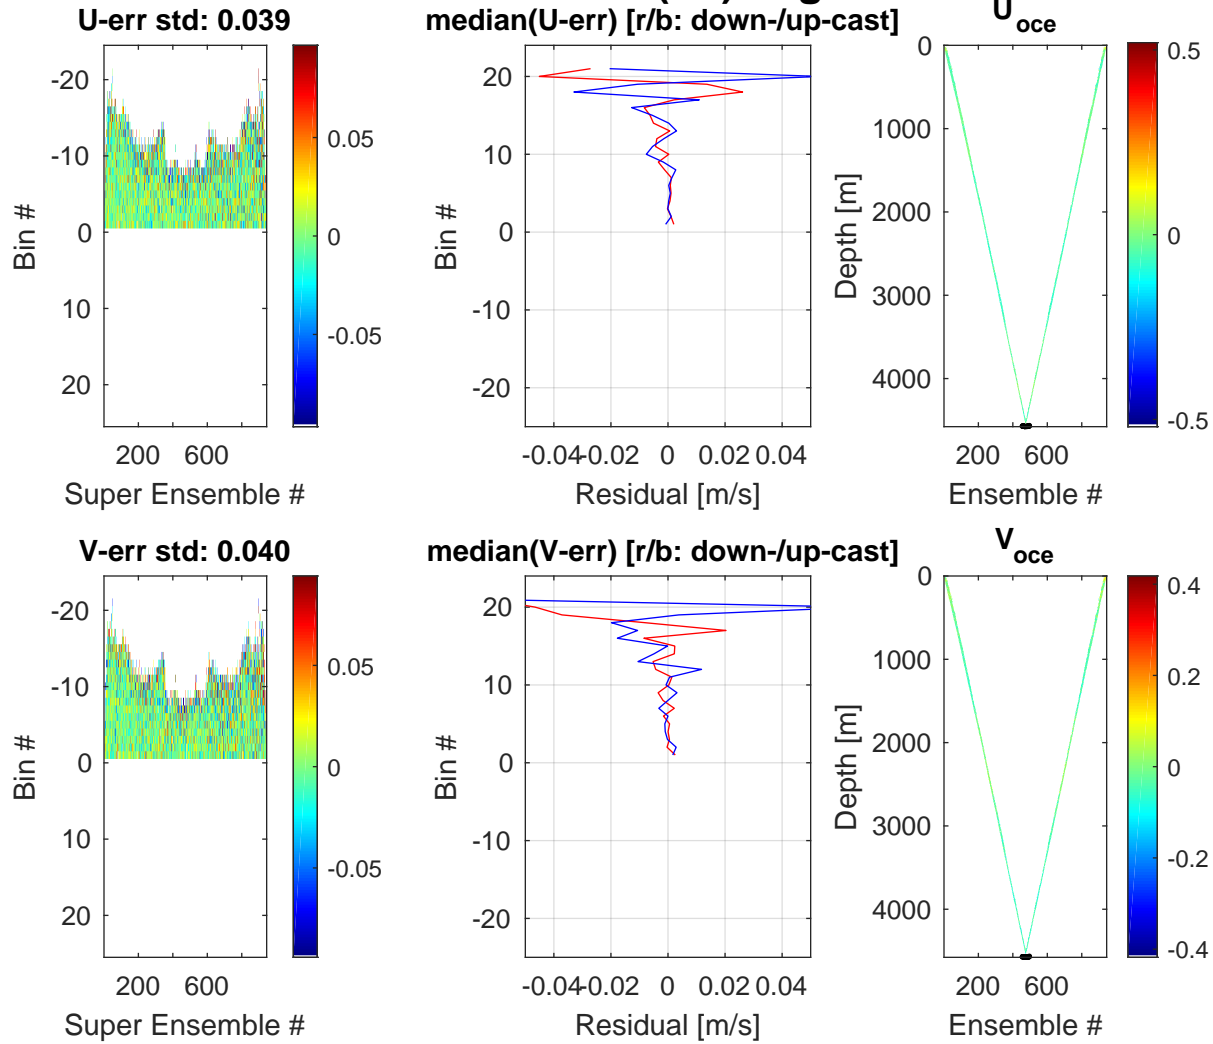 U-err std: 0.039
-20
-10
0
10
20
Bin #
200 600
Super Ensemble #
0.05
0
-0.05
median(U-err) [r/b: down-/up-cast]
20
10
0
-10
-20
Bin #
-0.04 -0.02 0 0.02 0.04
Residual [m/s]
U_oce
0
1000
2000
3000
4000
Depth [m]
200 600
Ensemble #
0.5
0
-0.5
V-err std: 0.040
-20
-10
0
10
20
Bin #
200 600
Super Ensemble #
0.05
0
-0.05
median(V-err) [r/b: down-/up-cast]
20
10
0
-10
-20
Bin #
-0.04 -0.02 0 0.02 0.04
Residual [m/s]
V_oce
0
1000
2000
3000
4000
Depth [m]
200 600
Ensemble #
0.4
0.2
0
-0.2
-0.4